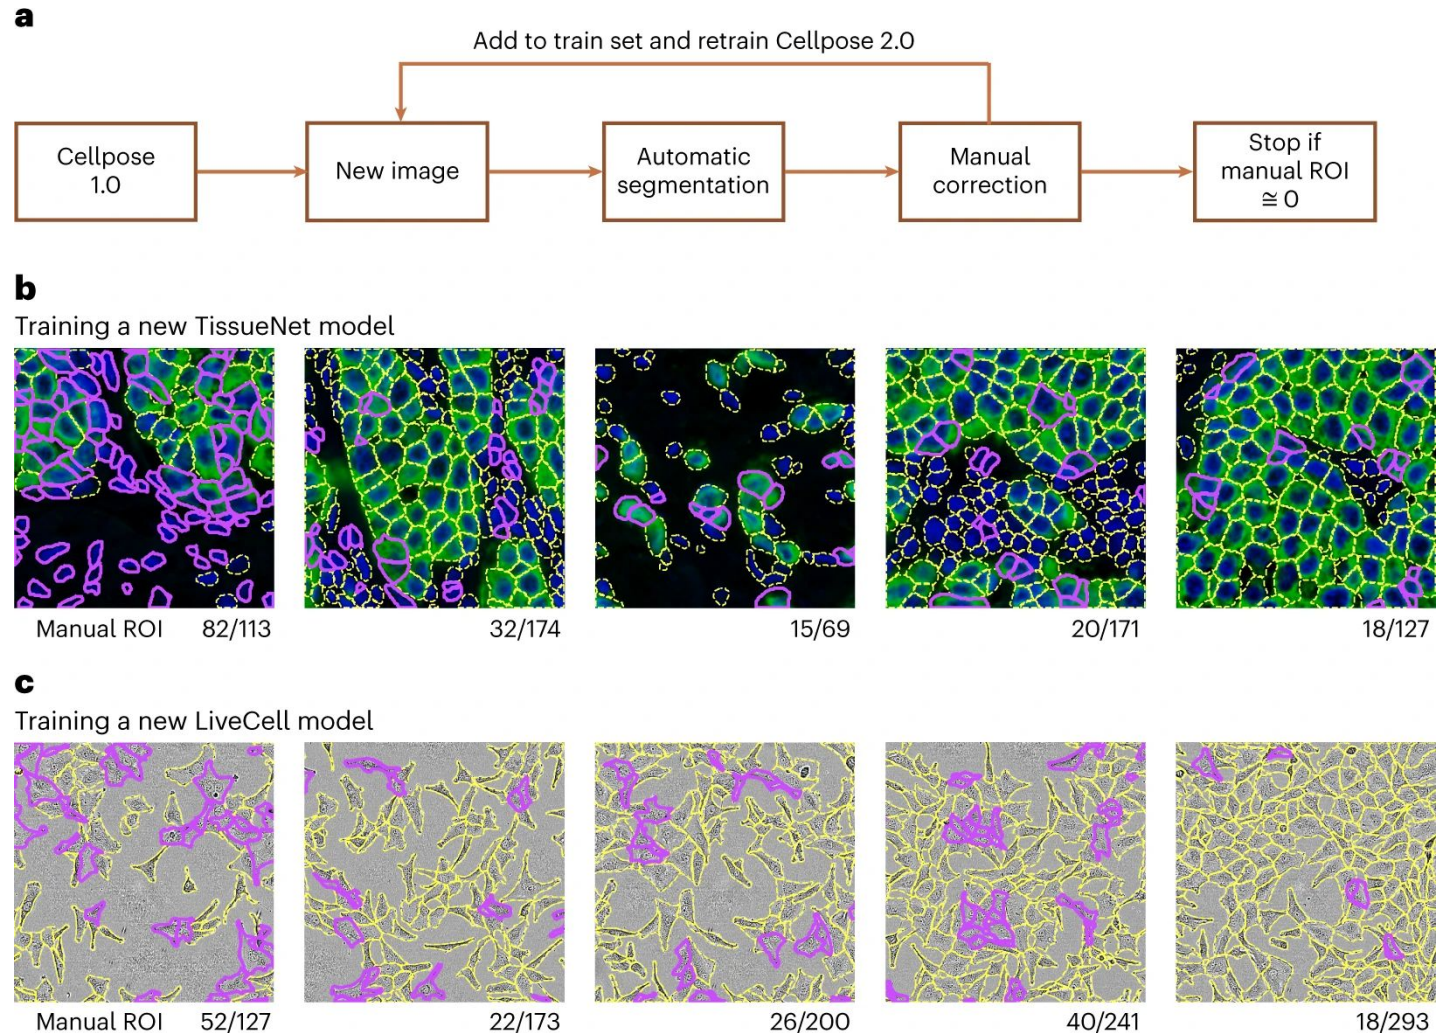 a
Add to train set and retrain Cellpose 2.0
Cellpose
1.0
New image
Automatic
segmentation
Manual
correction
Stop if
manual ROI
≅ 0
b
Training a new TissueNet model
Manual ROI 82/113 32/174 15/69 20/171 18/127
c
Training a new LiveCell model
Manual ROI 52/127 22/173 26/200 40/241 18/293